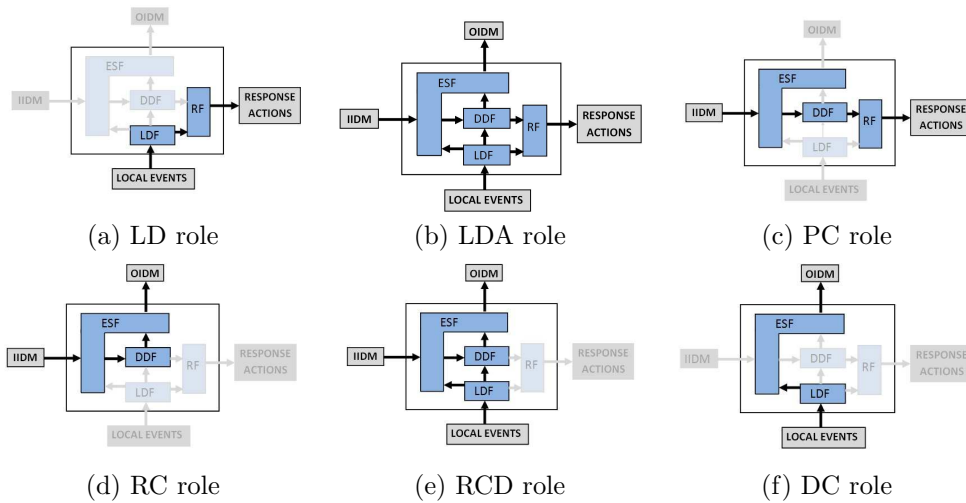 OIDM
ESF
IIDM
DDF
RF
RESPONSE
ACTIONS
LDF
LOCAL EVENTS
(a) LD role
OIDM
ESF
IIDM
DDF
RF
RESPONSE
ACTIONS
LDF
LOCAL EVENTS
(b) LDA role
OIDM
ESF
IIDM
DDF
RF
RESPONSE
ACTIONS
LDF
LOCAL EVENTS
(c) PC role
OIDM
ESF
IIDM
DDF
RF
RESPONSE
ACTIONS
LDF
LOCAL EVENTS
(d) RC role
OIDM
ESF
IIDM
DDF
RF
RESPONSE
ACTIONS
LDF
LOCAL EVENTS
(e) RCD role
OIDM
ESF
IIDM
DDF
RF
RESPONSE
ACTIONS
LDF
LOCAL EVENTS
(f) DC role